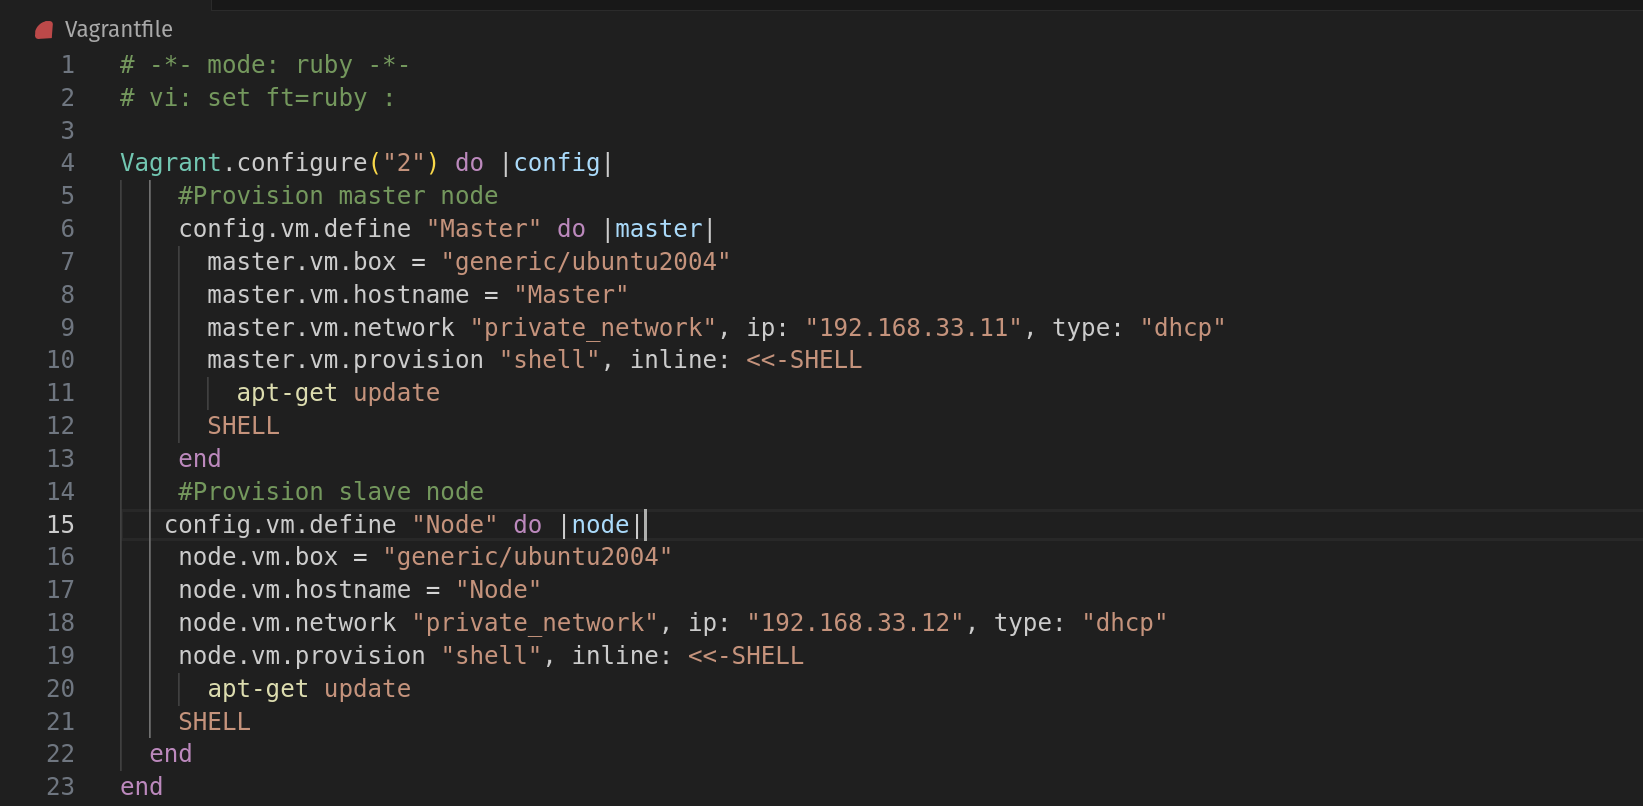 Vagrantfile
1 # -*- mode: ruby -*-
2 # vi: set ft=ruby :
3
4 Vagrant.configure("2") do |config|
5     #Provision master node
6     config.vm.define "Master" do |master|
7       master.vm.box = "generic/ubuntu2004"
8       master.vm.hostname = "Master"
9       master.vm.network "private_network", ip: "192.168.33.11", type: "dhcp"
10       master.vm.provision "shell", inline: <<-SHELL
11         apt-get update
12       SHELL
13     end
14     #Provision slave node
15    config.vm.define "Node" do |node|
16     node.vm.box = "generic/ubuntu2004"
17     node.vm.hostname = "Node"
18     node.vm.network "private_network", ip: "192.168.33.12", type: "dhcp"
19     node.vm.provision "shell", inline: <<-SHELL
20       apt-get update
21     SHELL
22   end
23 end